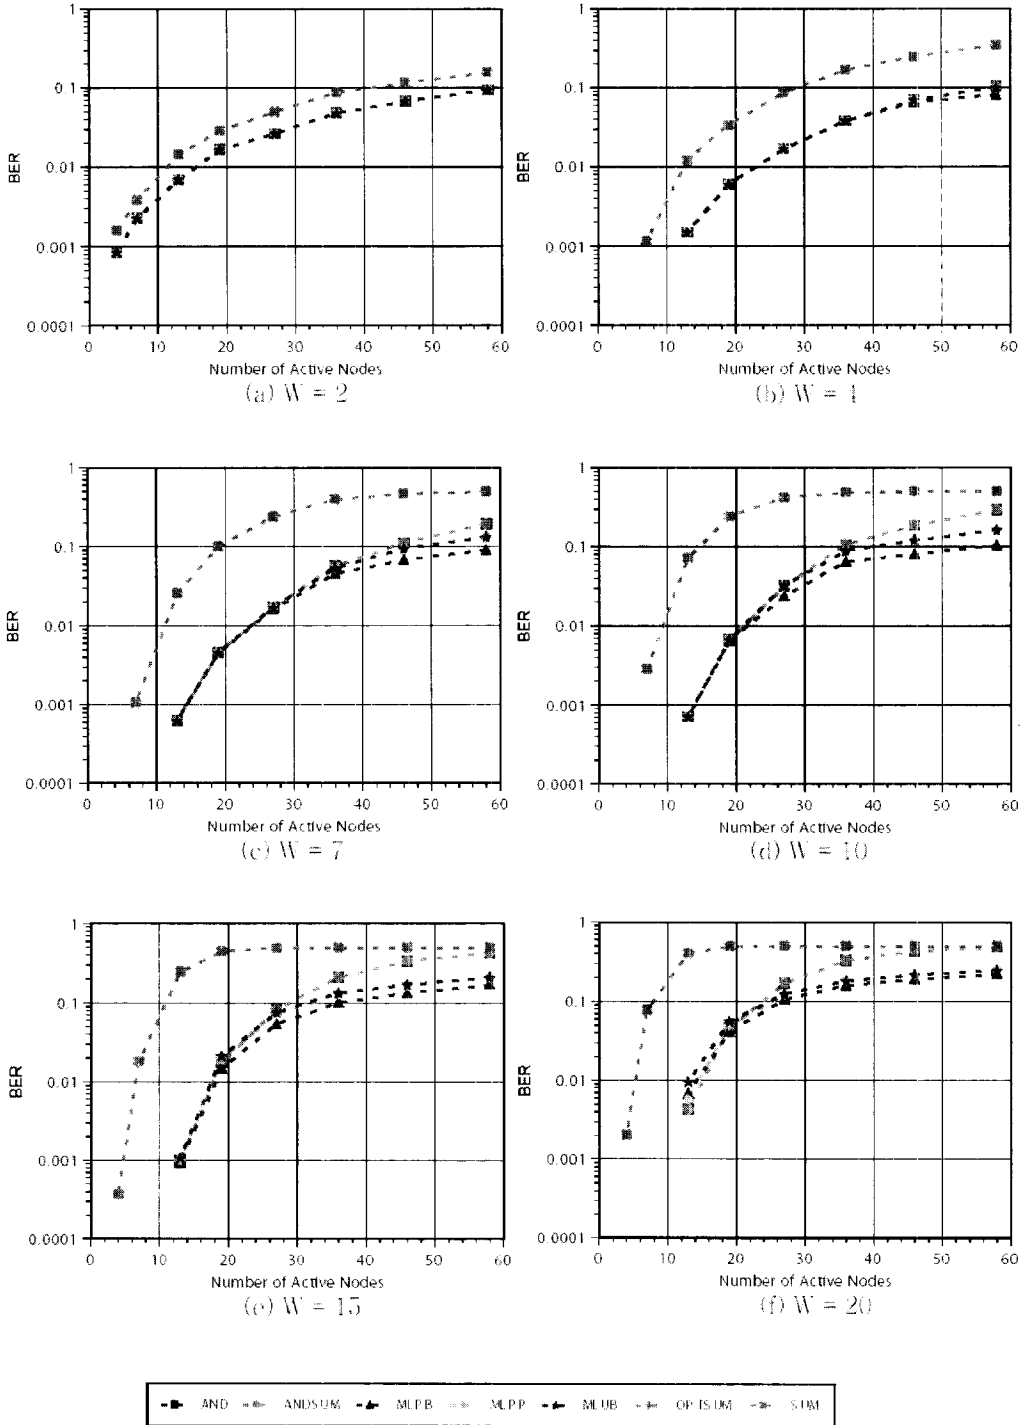 1
0.1
0.01
0.001
0.0001
BER
0 10 20 30 40 50 60
Number of Active Nodes
(a) W = 2
1
0.1
0.01
0.001
0.0001
BER
0 10 20 30 40 50 60
Number of Active Nodes
(b) W = 4
1
0.1
0.01
0.001
0.0001
BER
0 10 20 30 40 50 60
Number of Active Nodes
(c) W = 7
1
0.1
0.01
0.001
0.0001
BER
0 10 20 30 40 50 60
Number of Active Nodes
(d) W = 10
1
0.1
0.01
0.001
0.0001
BER
0 10 20 30 40 50 60
Number of Active Nodes
(e) W = 15
1
0.1
0.01
0.001
0.0001
BER
0 10 20 30 40 50 60
Number of Active Nodes
(f) W = 20
AND ANDSUM MLPB MLPP MLUB OPTSUM SUM